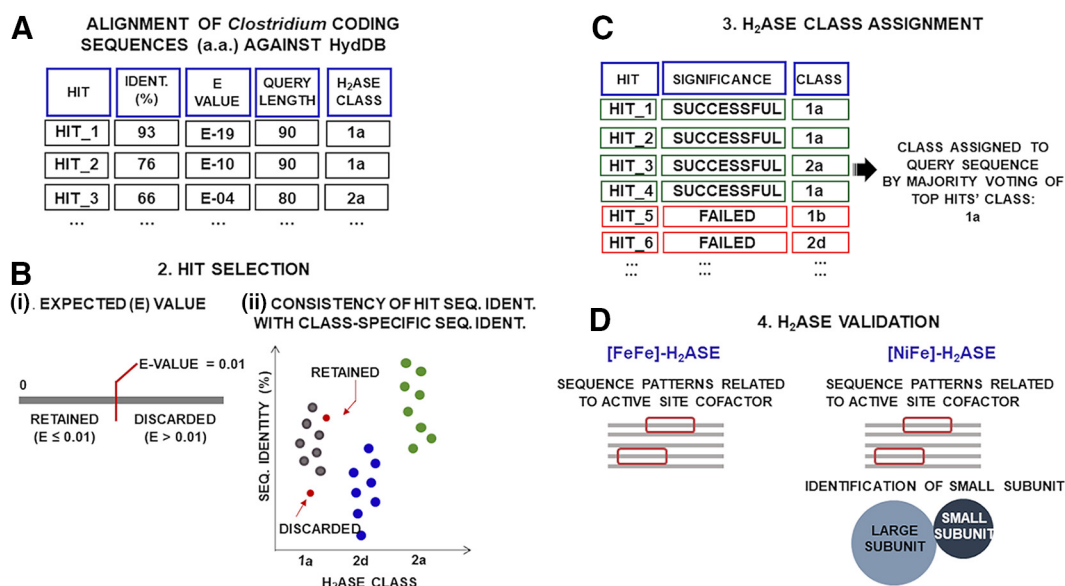 A
ALIGNMENT OF Clostridium CODING
SEQUENCES (a.a.) AGAINST HydDB
HIT IDENT. (%) E VALUE QUERY LENGTH H₂ASE CLASS
HIT_1 93 E-19 90 1a
HIT_2 76 E-10 90 1a
HIT_3 66 E-04 80 2a
... ... ... ... ...
B
2. HIT SELECTION
(i). EXPECTED (E) VALUE
0
E-VALUE = 0.01
RETAINED
(E ≤ 0.01)
DISCARDED
(E > 0.01)
(ii) CONSISTENCY OF HIT SEQ. IDENT.
WITH CLASS-SPECIFIC SEQ. IDENT.
SEQ. IDENTITY (%)
RETAINED
DISCARDED
1a 2d 2a
H₂ASE CLASS
C
3. H₂ASE CLASS ASSIGNMENT
HIT SIGNIFICANCE CLASS
HIT_1 SUCCESSFUL 1a
HIT_2 SUCCESSFUL 1a
HIT_3 SUCCESSFUL 2a
HIT_4 SUCCESSFUL 1a
HIT_5 FAILED 1b
HIT_6 FAILED 2d
... ... ...
... ... ...
CLASS ASSIGNED TO
QUERY SEQUENCE
BY MAJORITY VOTING OF
TOP HITS' CLASS:
1a
D
4. H₂ASE VALIDATION
[FeFe]-H₂ASE
SEQUENCE PATTERNS RELATED
TO ACTIVE SITE COFACTOR
[NiFe]-H₂ASE
SEQUENCE PATTERNS RELATED
TO ACTIVE SITE COFACTOR
IDENTIFICATION OF SMALL SUBUNIT
LARGE
SUBUNIT
SMALL
SUBUNIT